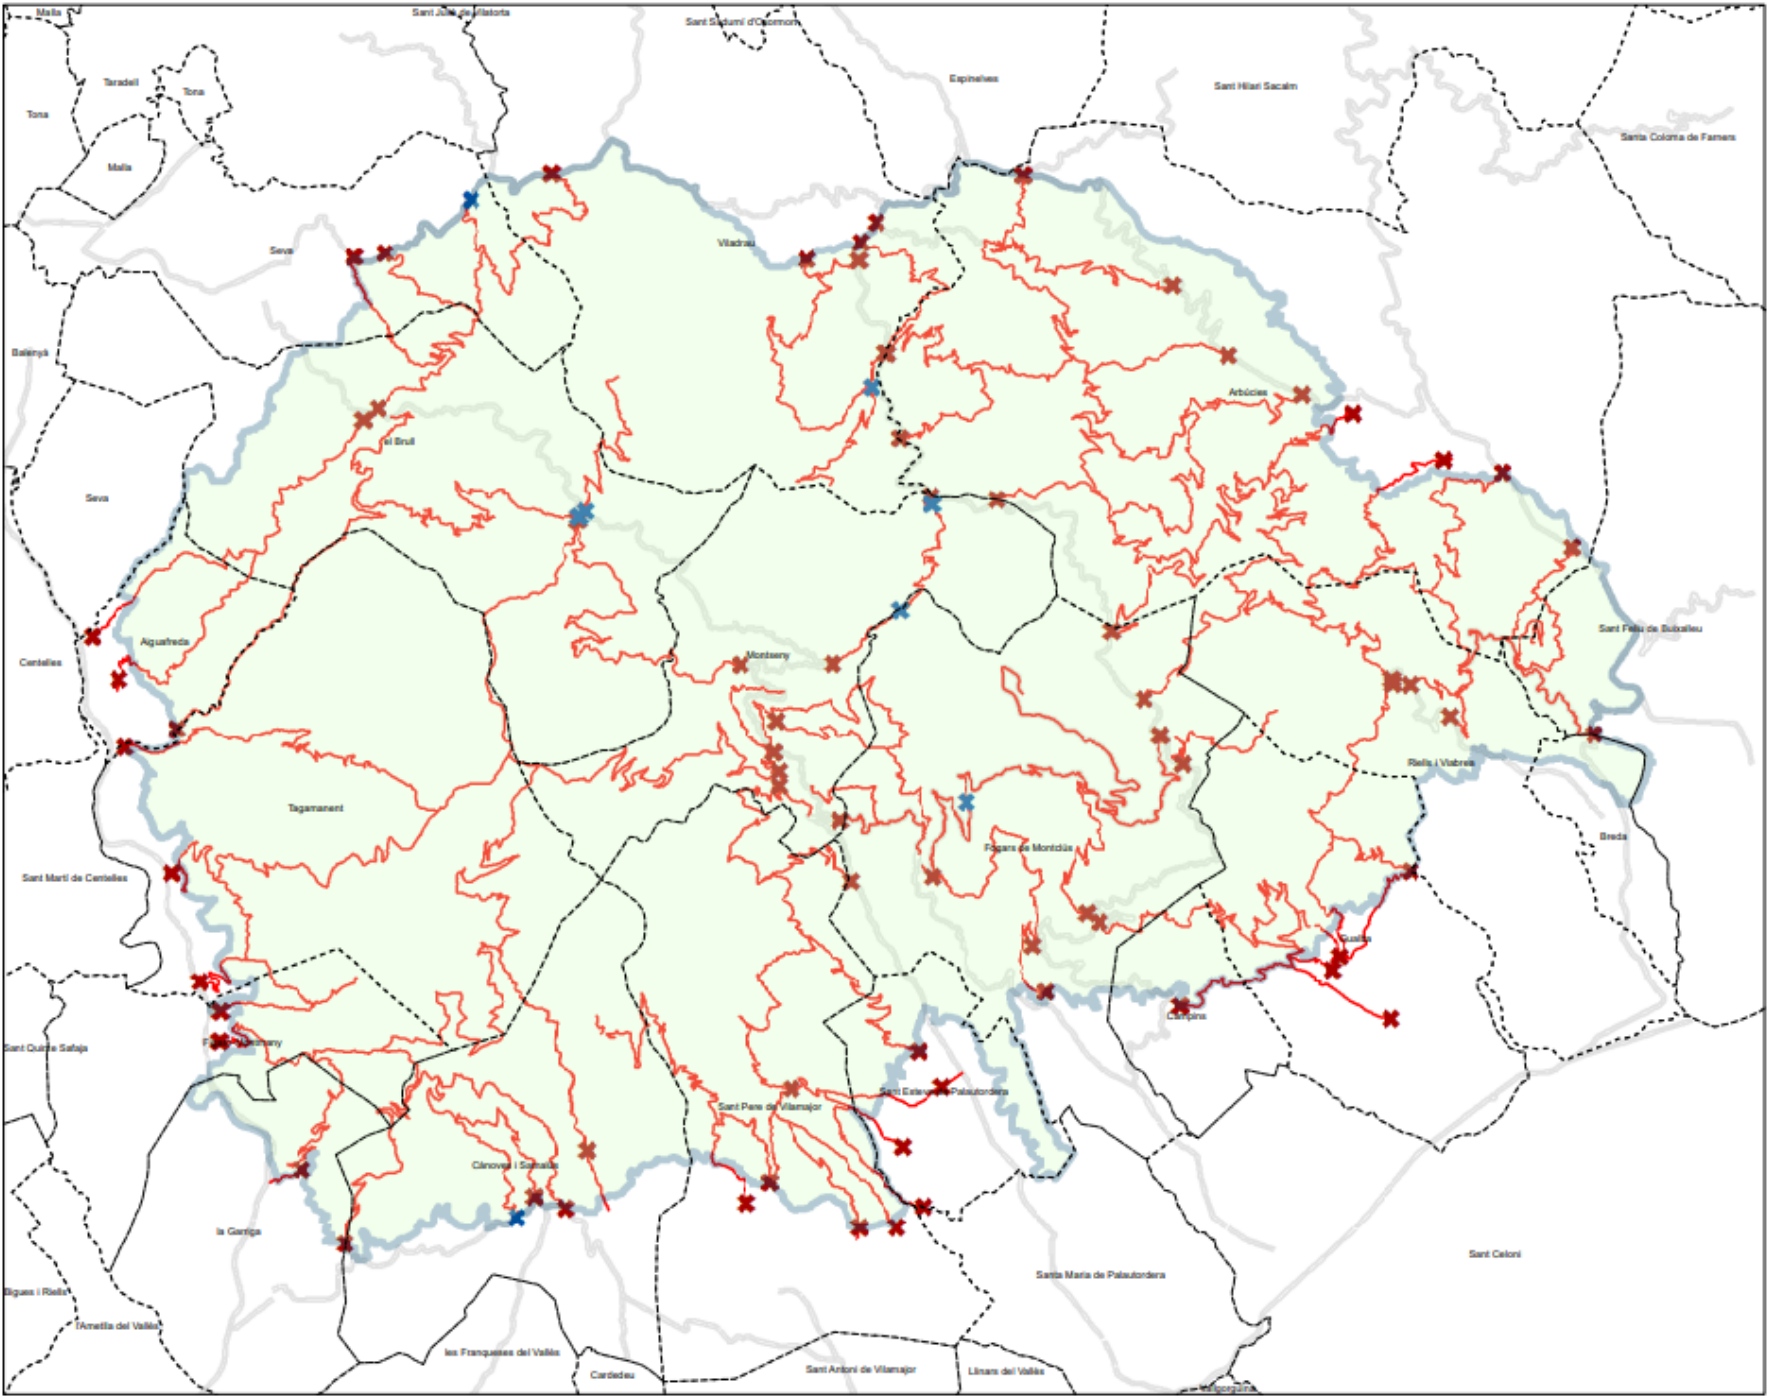 Malla
Sant Julià de Vilatorta
Sant Sadurní d'Osormort
Taradell
Tona
Espinelves
Sant Hilari Sacalm
Tona
Santa Coloma de Farners
Malla
Seva
Viladrau
Balenyà
Arbúcies
el Brull
Seva
Aiguafreda
Sant Feliu de Buixalleu
Centelles
Montseny
Riells i Viabrea
Tagamanent
Breda
Fogars de Montclús
Sant Martí de Centelles
Gualba
Campins
Sant Quirze Safaja
Sant Esteve de Palautordera
Sant Pere de Vilamajor
Cànoves i Samalús
la Garriga
Sant Celoni
Santa Maria de Palautordera
Bigues i Riells
l'Ametlla del Vallès
les Franqueses del Vallès
Sant Antoni de Vilamajor
Llinars del Vallès
Cardedeu
Vallgorguina